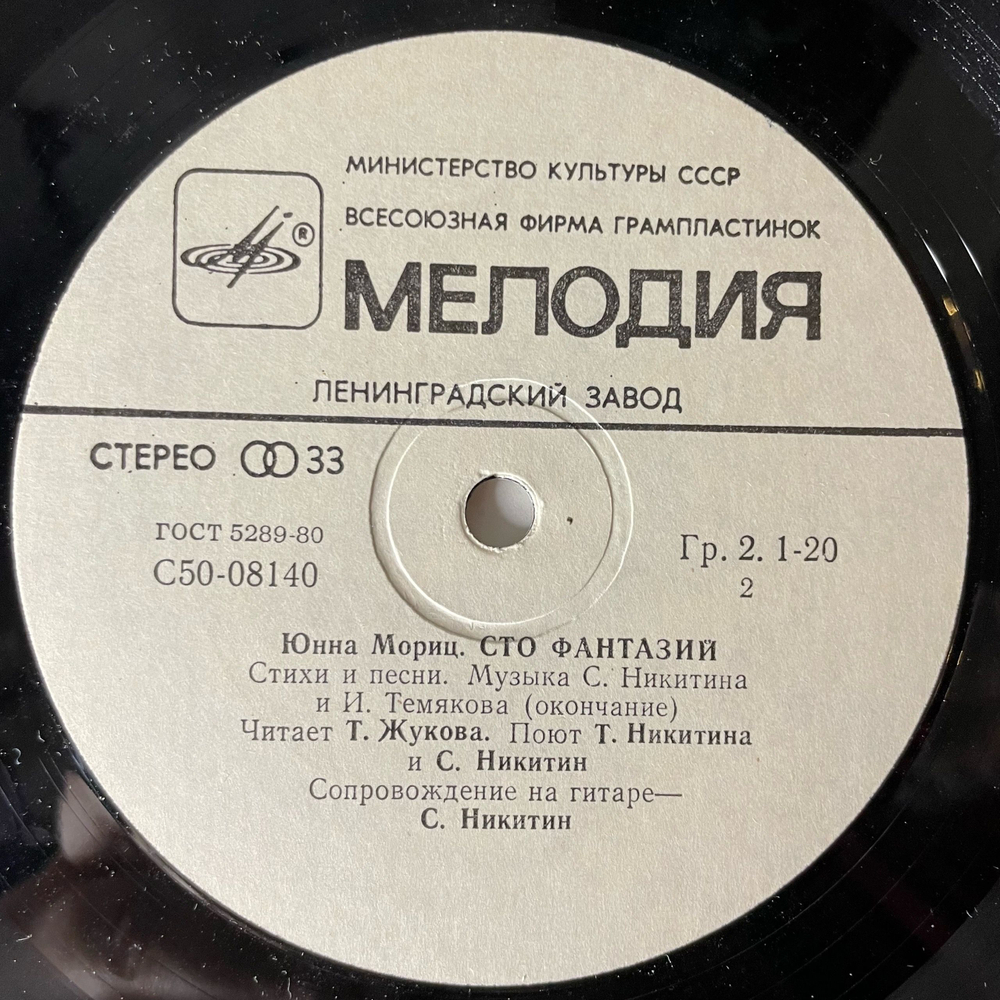 МИНИСТЕРСТВО КУЛЬТУРЫ СССР
ВСЕСОЮЗНАЯ ФИРМА ГРАМПЛАСТИНОК
®
МЕЛОДИЯ
ЛЕНИНГРАДСКИЙ ЗАВОД
СТЕРЕО 33
ГОСТ 5289-80
С50-08140
Гр. 2. 1-20
2
Юнна Мориц. СТО ФАНТАЗИЙ
Стихи и песни. Музыка С. Никитина
и И. Темякова (окончание)
Читает Т. Жукова. Поют Т. Никитина
и С. Никитин
Сопровождение на гитаре—
С. Никитин